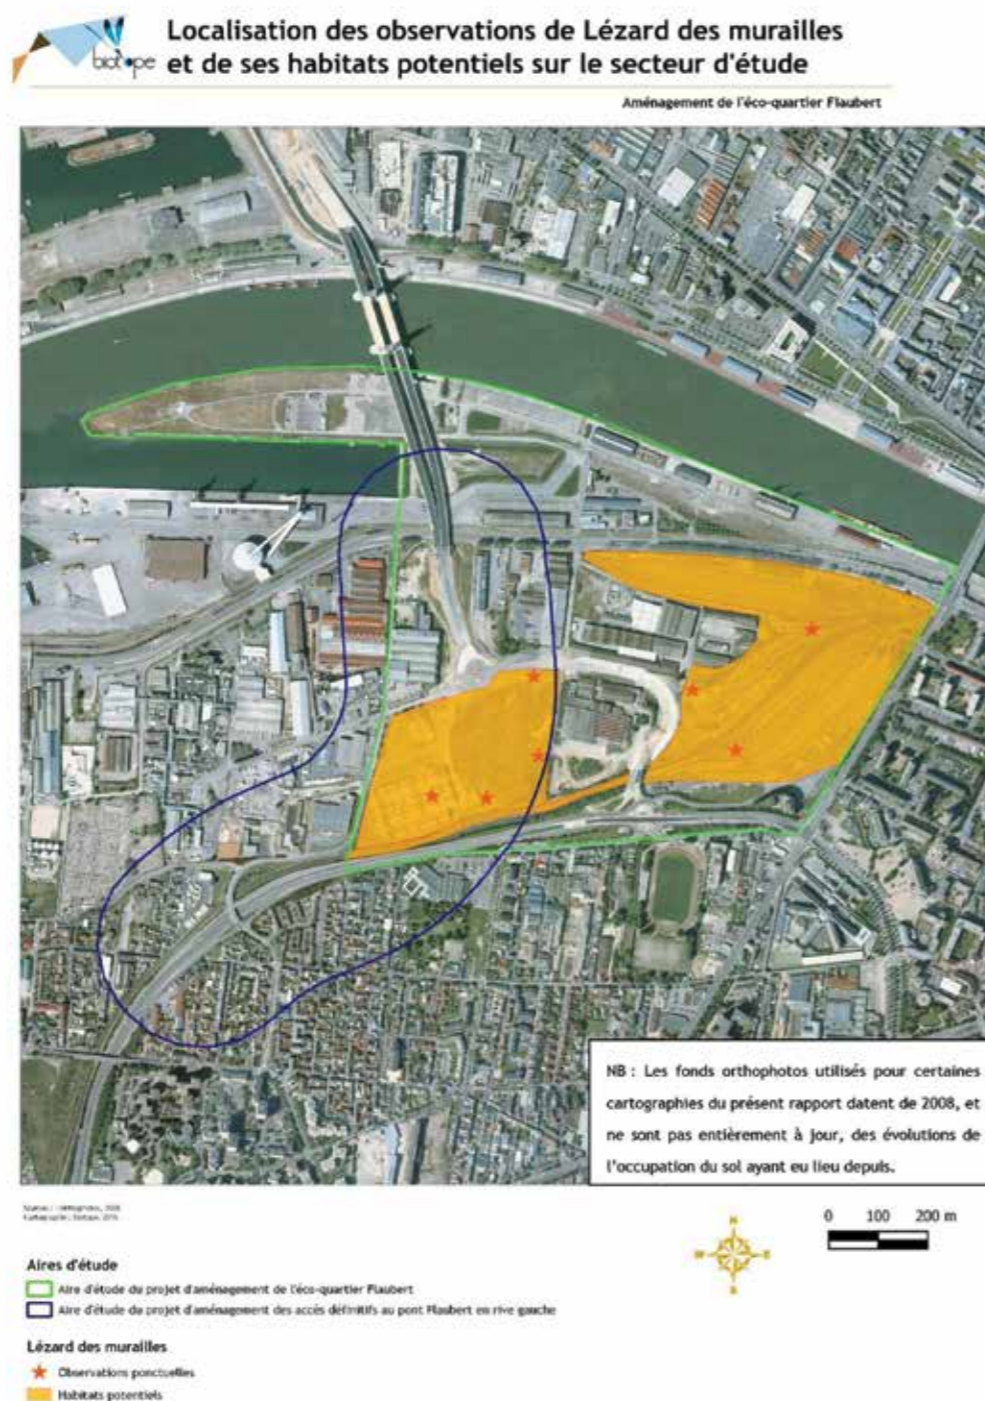 biotope
Localisation des observations de Lézard des murailles
et de ses habitats potentiels sur le secteur d'étude
Aménagement de l'éco-quartier Flaubert
NB : Les fonds orthophotos utilisés pour certaines
cartographies du présent rapport datent de 2008, et
ne sont pas entièrement à jour, des évolutions de
l'occupation du sol ayant eu lieu depuis.
N
W
E
S
0 100 200 m
Aires d'étude
Aire d'étude du projet d'aménagement de l'éco-quartier Flaubert
Aire d'étude du projet d'aménagement des accès définitifs au pont Flaubert en rive gauche
Lézard des murailles
Observations ponctuelles
Habitats potentiels